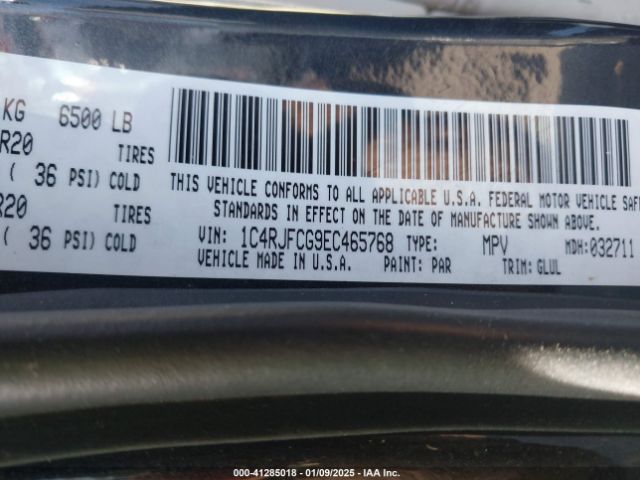 KG 6500 LB
R20 TIRES
( 36 PSI) COLD
R20 TIRES
( 36 PSI) COLD
THIS VEHICLE CONFORMS TO ALL APPLICABLE U.S.A. FEDERAL MOTOR VEHICLE SAF
STANDARDS IN EFFECT ON THE DATE OF MANUFACTURE SHOWN ABOVE.
VIN: 1C4RJFCG9EC465768 TYPE: MPV MDH:032711
VEHICLE MADE IN U.S.A. PAINT: PAR TRIM: GLUL
000-41285018 - 01/09/2025 - IAA Inc.